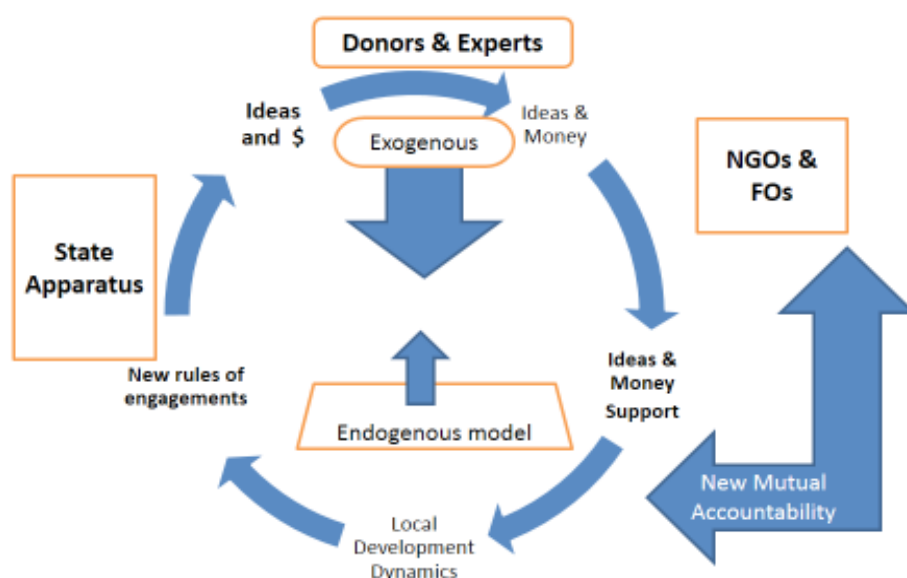 Donors & Experts
Ideas
and $
Exogenous
Ideas &
Money
NGOs &
FOs
State
Apparatus
New rules of
engagements
Ideas &
Money
Support
Endogenous model
New Mutual
Accountability
Local
Development
Dynamics